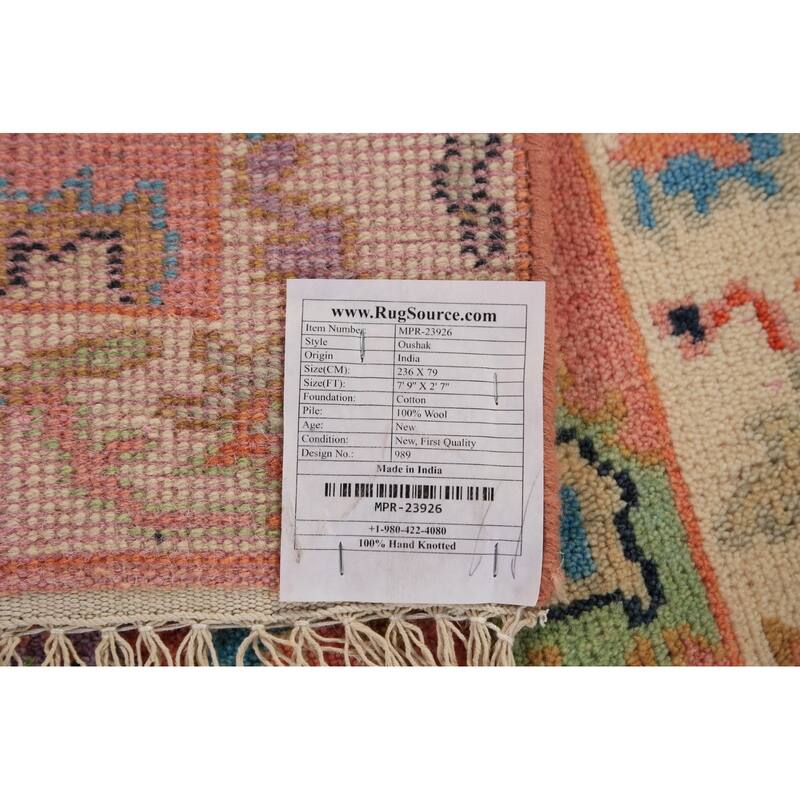 www.RugSource.com
Item Number MPR-23926
Style Oushak
Origin India
Size(CM): 236 X 79
Size(FT): 7' 9" X 2' 7"
Foundation: Cotton
Pile: 100% Wool
Age: New
Condition: New, First Quality
Design No.: 989
Made in India
MPR-23926
+1-980-422-4080
100% Hand Knotted